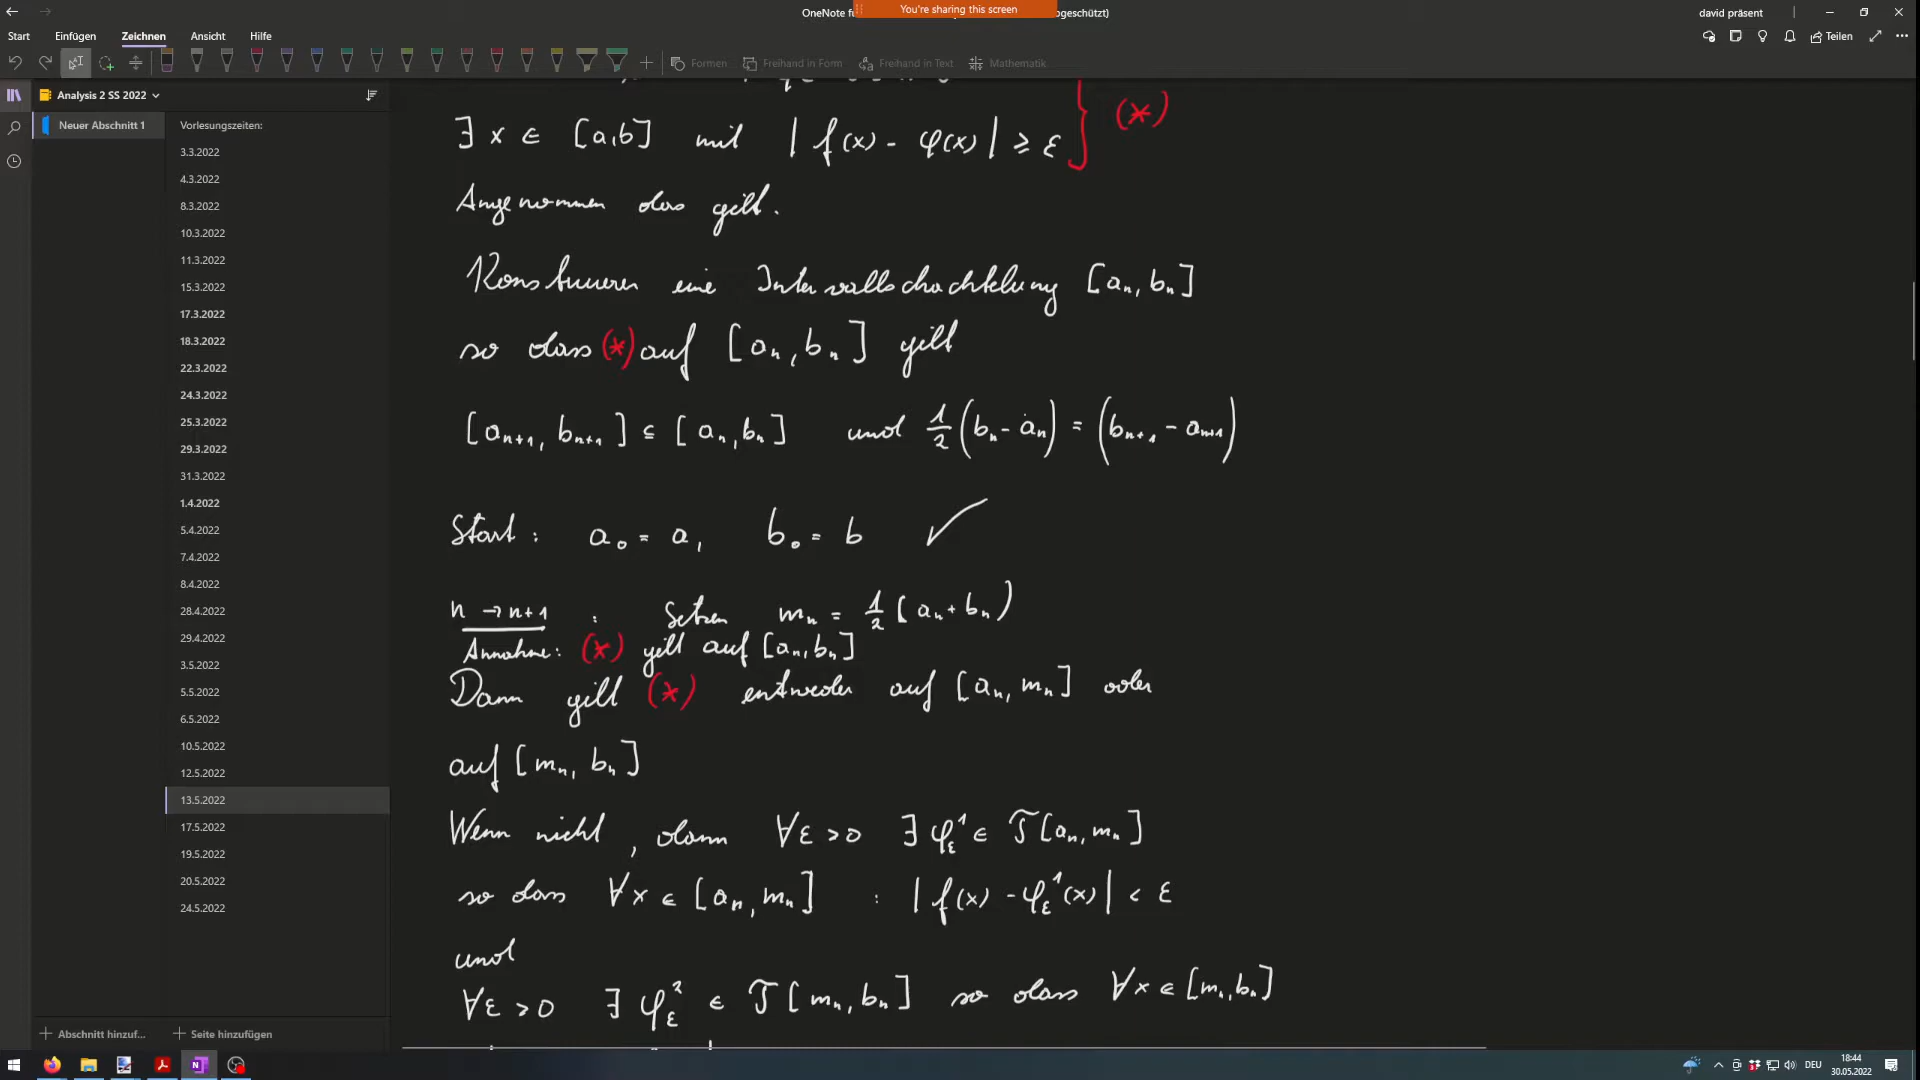 OneNote f
You're sharing this screen
ogeschützt)
david präsent
Start
Einfügen
Zeichnen
Ansicht
Hilfe
Teilen
Formen
Freihand in Form
Freihand in Text
Mathematik
Analysis 2 SS 2022
Neuer Abschnitt 1
Vorlesungszeiten:
3.3.2022
4.3.2022
8.3.2022
10.3.2022
11.3.2022
15.3.2022
17.3.2022
18.3.2022
22.3.2022
24.3.2022
25.3.2022
29.3.2022
31.3.2022
1.4.2022
5.4.2022
7.4.2022
8.4.2022
28.4.2022
29.4.2022
3.5.2022
5.5.2022
6.5.2022
10.5.2022
12.5.2022
13.5.2022
17.5.2022
19.5.2022
20.5.2022
24.5.2022
Abschnitt hinzuf...
Seite hinzufügen
∃ x ∈ [a,b] mit |f(x) - φ(x)| ≥ ε } (*)
Angenommen das gilt.
Konstruieren eine Intervallschachtelung [aₙ, bₙ]
so dass (*) auf [aₙ, bₙ] gilt
[aₙ₊₁, bₙ₊₁] ⊆ [aₙ, bₙ] und 1/2 (bₙ - aₙ) = (bₙ₊₁ - aₙ₊₁)
Start: a₀ = a, b₀ = b ✓
n → n+1 : Setzen mₙ = 1/2 [aₙ + bₙ)
Annahme: (*) gilt auf [aₙ, bₙ]
Dann gilt (*) entweder auf [aₙ, mₙ] oder
auf [mₙ, bₙ]
Wenn nicht, dann ∀ε > 0 ∃ φ_ε^1 ∈ T[aₙ, mₙ]
so dass ∀x ∈ [aₙ, mₙ] : |f(x) - φ_ε^1(x)| < ε
und
∀ε > 0 ∃ φ_ε^2 ∈ T[mₙ, bₙ] so dass ∀x ∈ [mₙ, bₙ]
DEU
18:44
30.05.2022